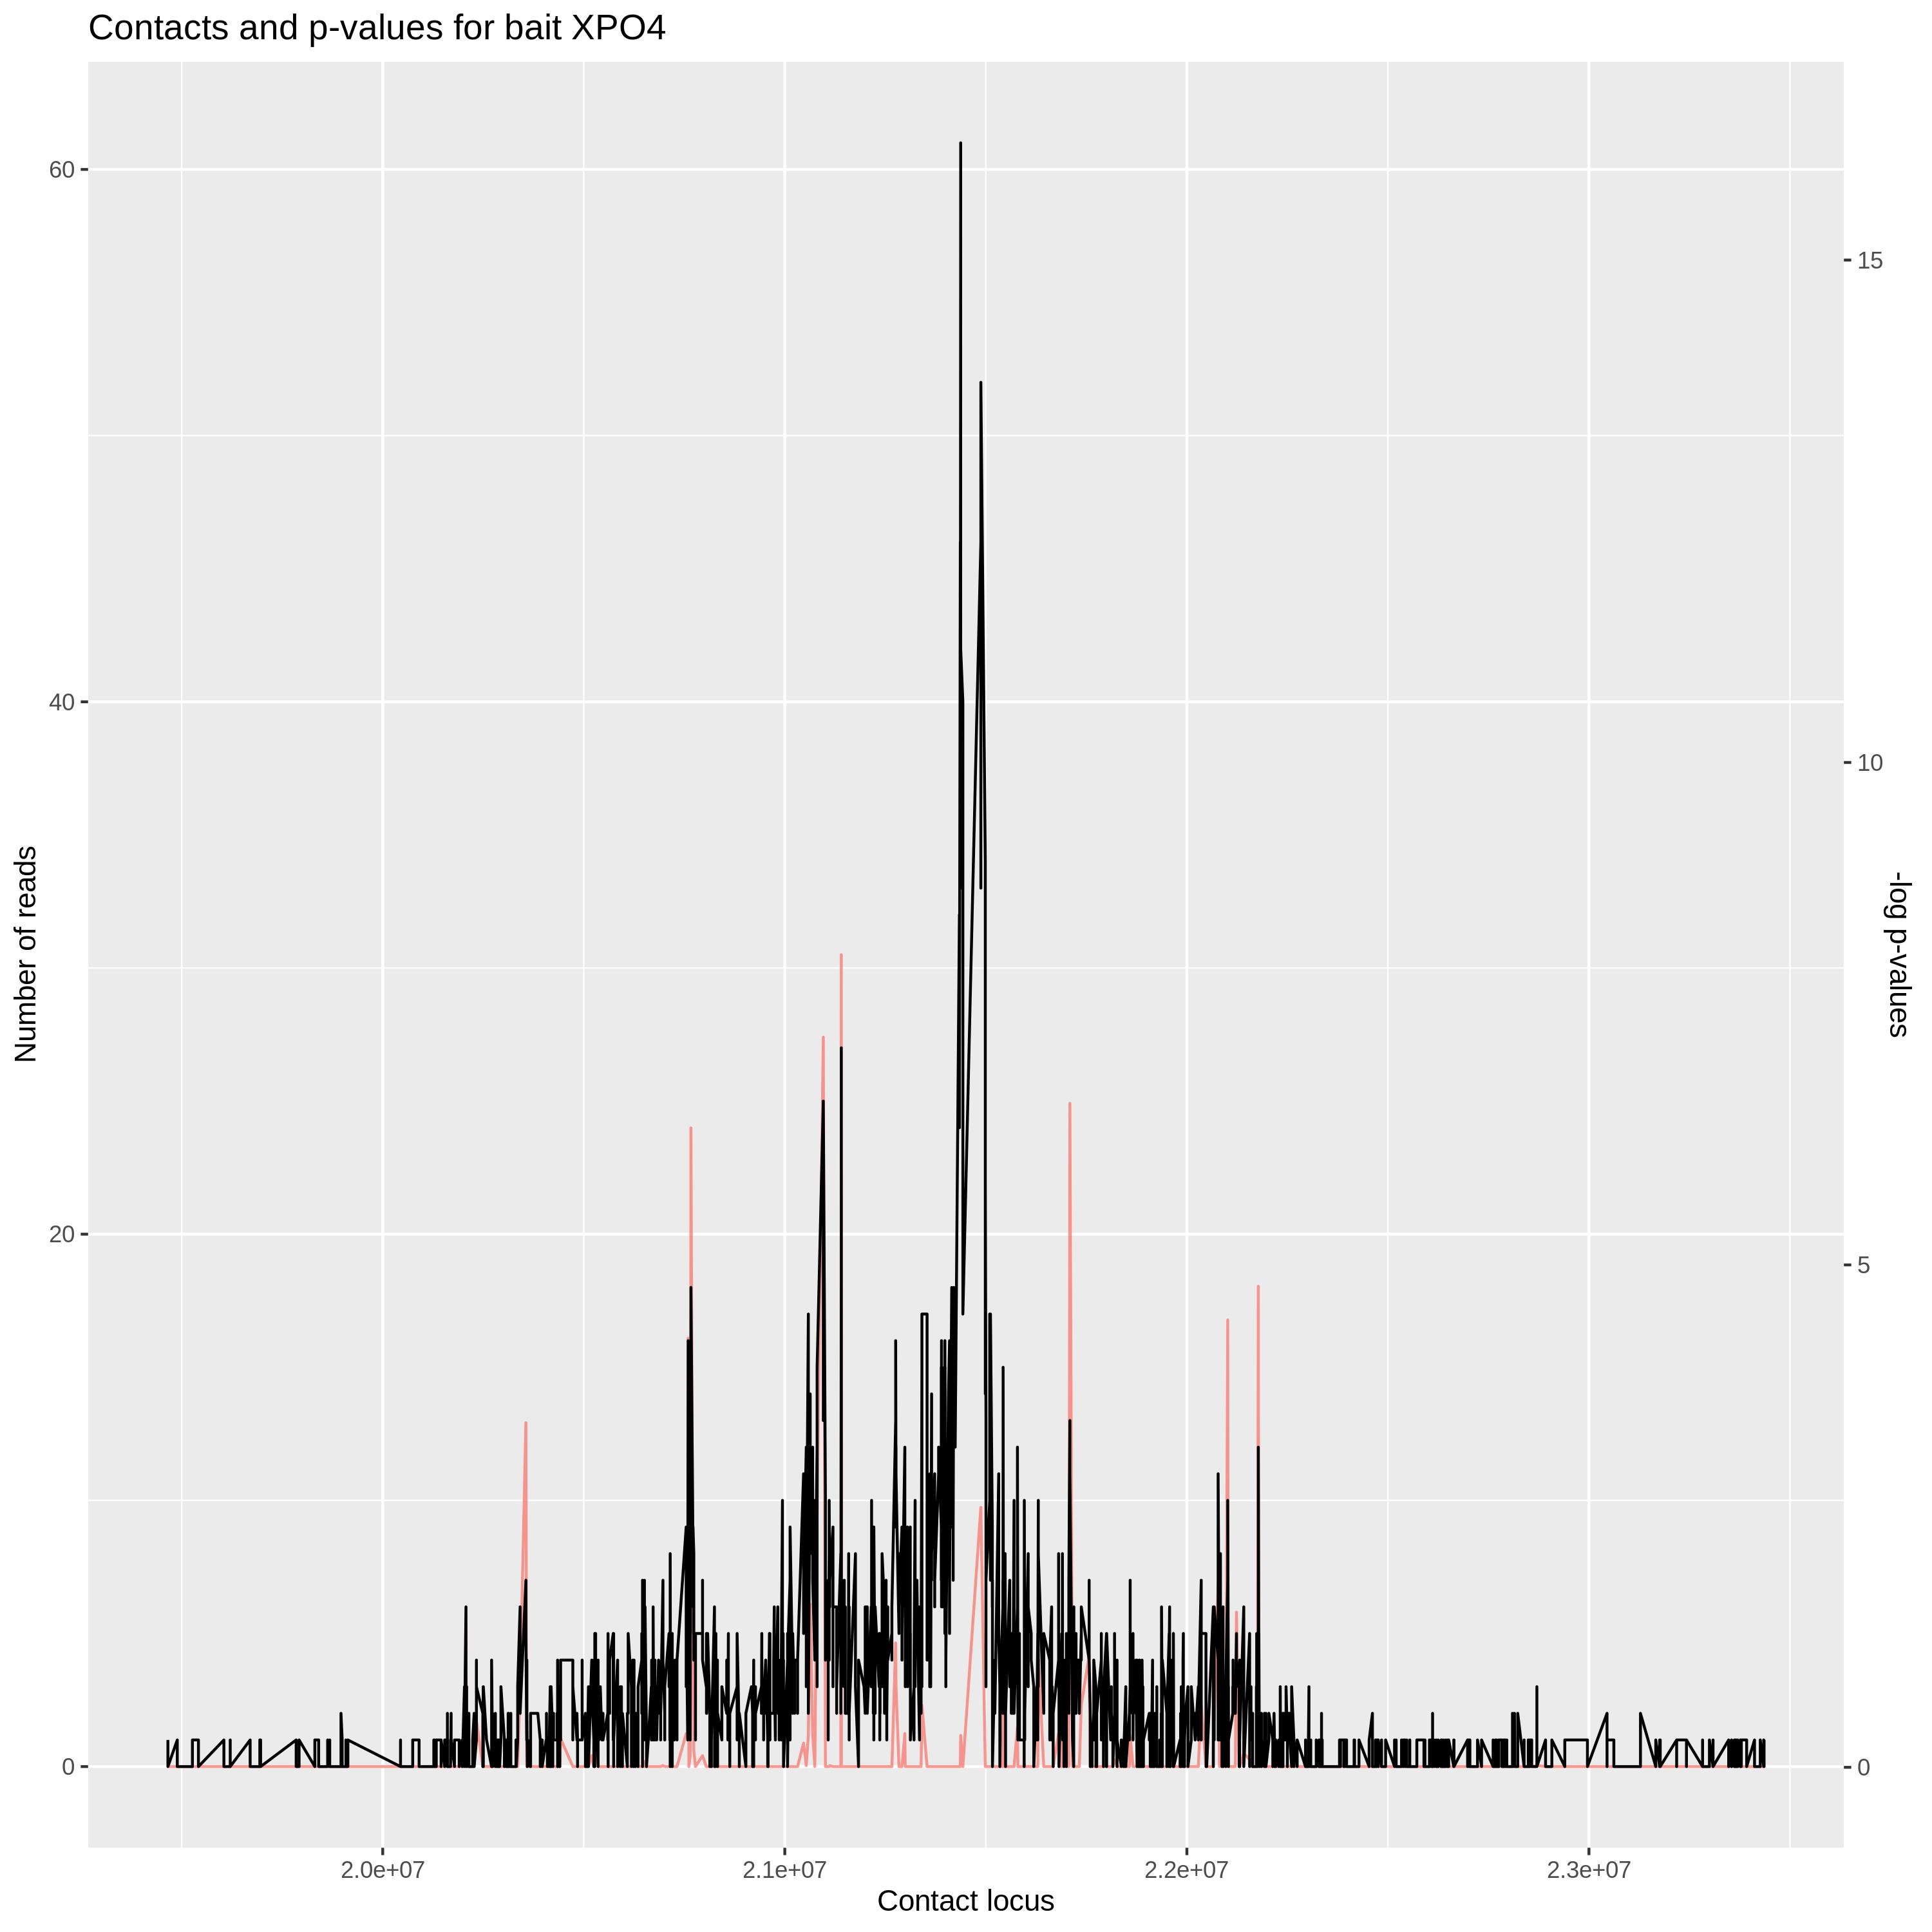 Contacts and p-values for bait XPO4
60
40
20
0
15
10
5
0
Number of reads
-log p-values
2.0e+07
2.1e+07
2.2e+07
2.3e+07
Contact locus